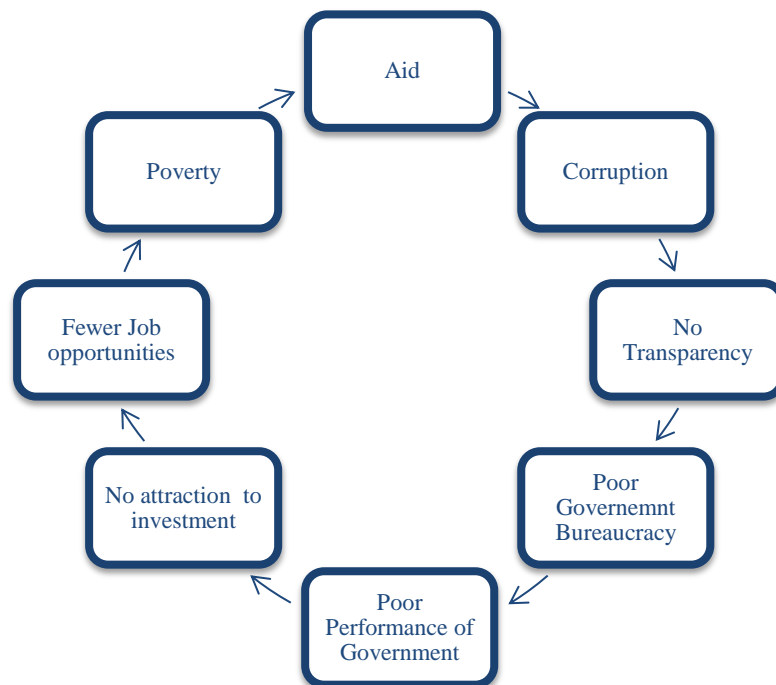 Aid
Corruption
No
Transparency
Poor
Governemnt
Bureaucracy
Poor
Performance of
Government
No attraction  to
investment
Fewer Job
opportunities
Poverty